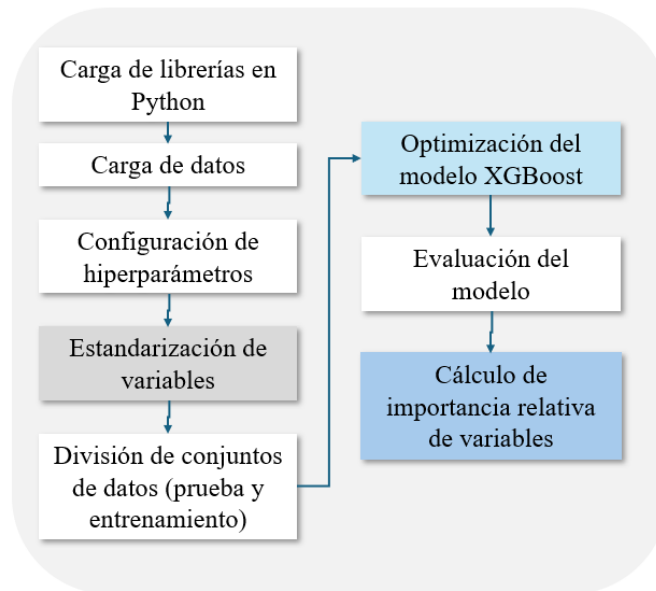 Carga de librerías en
Python
Carga de datos
Configuración de
hiperparámetros
Estandarización de
variables
División de conjuntos
de datos (prueba y
entrenamiento)
Optimización del
modelo XGBoost
Evaluación del
modelo
Cálculo de
importancia relativa
de variables